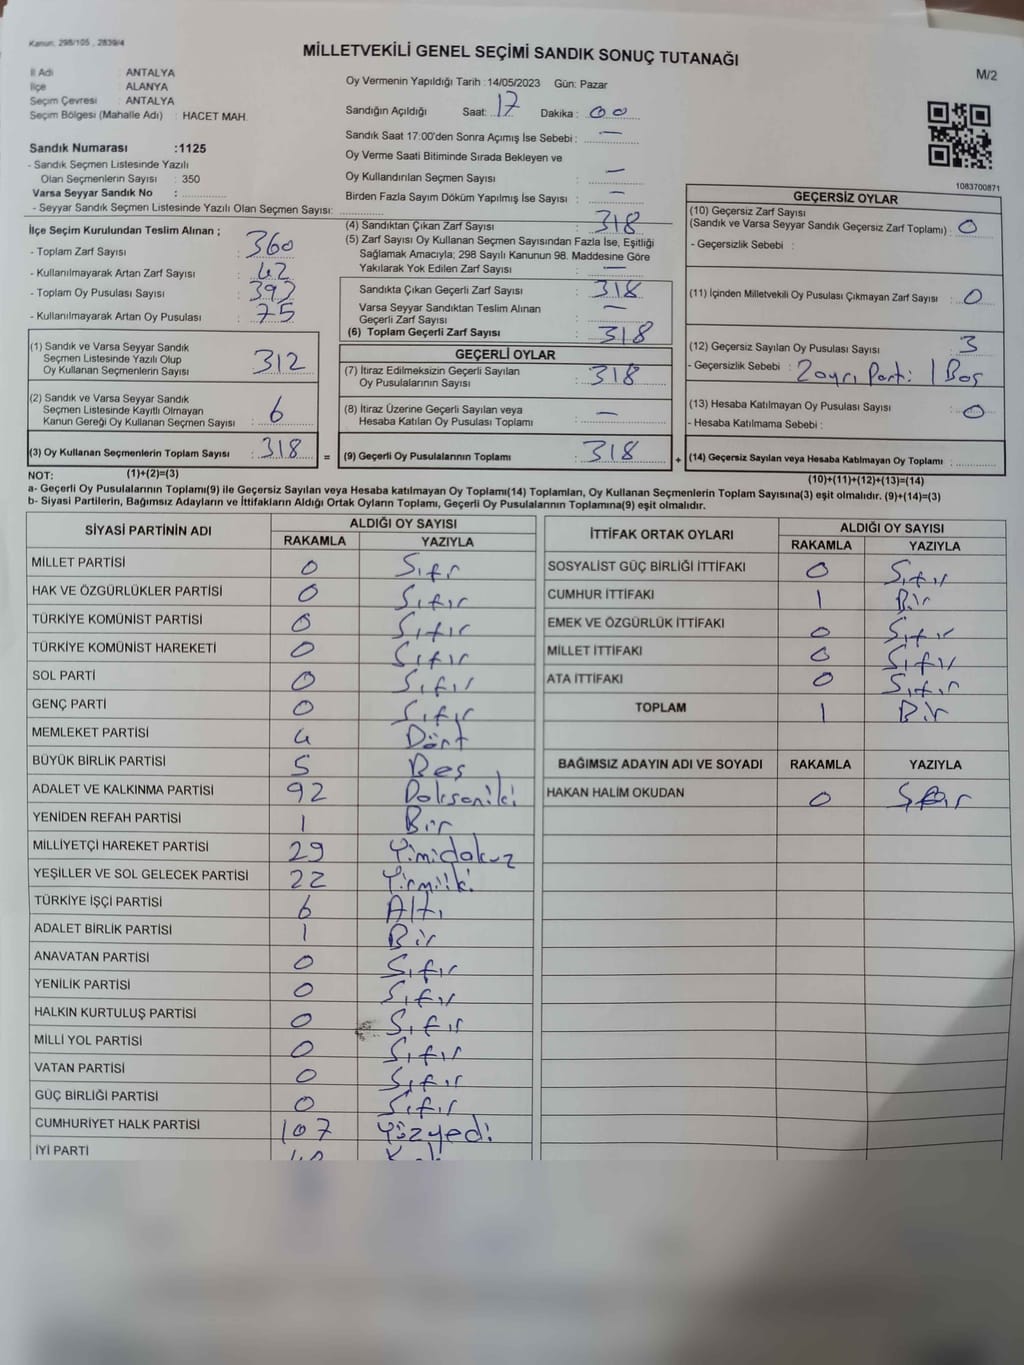 Kanun: 298/105 , 2839/4
MİLLETVEKİLİ GENEL SEÇİMİ SANDIK SONUÇ TUTANAĞI
M/2
İl Adı : ANTALYA
İlçe : ALANYA
Seçim Çevresi : ANTALYA
Seçim Bölgesi (Mahalle Adı) : HACET MAH.
Sandık Numarası :1125
- Sandık Seçmen Listesinde Yazılı
Olan Seçmenlerin Sayısı : 350
Varsa Seyyar Sandık No :
- Seyyar Sandık Seçmen Listesinde Yazılı Olan Seçmen Sayısı:
Oy Vermenin Yapıldığı Tarih :14/05/2023 Gün: Pazar
Sandığın Açıldığı Saat: 17 Dakika : 00
Sandık Saat 17:00'den Sonra Açımış İse Sebebi : —
Oy Verme Saati Bitiminde Sırada Bekleyen ve
Oy Kullandırılan Seçmen Sayısı : —
Birden Fazla Sayım Döküm Yapılmış İse Sayısı : —
1083700871
İlçe Seçim Kurulundan Teslim Alınan ;
- Toplam Zarf Sayısı : 360
- Kullanılmayarak Artan Zarf Sayısı : 42
- Toplam Oy Pusulası Sayısı : 393
- Kullanılmayarak Artan Oy Pusulası : 75
(1) Sandık ve Varsa Seyyar Sandık
Seçmen Listesinde Yazılı Olup
Oy Kullanan Seçmenlerin Sayısı : 312
(2) Sandık ve Varsa Seyyar Sandık
Seçmen Listesinde Kayıtlı Olmayan
Kanun Gereği Oy Kullanan Seçmen Sayısı : 6
(3) Oy Kullanan Seçmenlerin Toplam Sayısı : 318 =
(4) Sandıktan Çıkan Zarf Sayısı : 318
(5) Zarf Sayısı Oy Kullanan Seçmen Sayısından Fazla İse, Eşitliği
Sağlamak Amacıyla; 298 Sayılı Kanunun 98. Maddesine Göre
Yakılarak Yok Edilen Zarf Sayısı : —
Sandıkta Çıkan Geçerli Zarf Sayısı : 318
Varsa Seyyar Sandıktan Teslim Alınan
Geçerli Zarf Sayısı :
(6) Toplam Geçerli Zarf Sayısı : 318
GEÇERLİ OYLAR
(7) İtiraz Edilmeksizin Geçerli Sayılan
Oy Pusulalarının Sayısı : 318
(8) İtiraz Üzerine Geçerli Sayılan veya
Hesaba Katılan Oy Pusulası Toplamı : —
(9) Geçerli Oy Pusulalarının Toplamı : 318 +
GEÇERSİZ OYLAR
(10) Geçersiz Zarf Sayısı
(Sandık ve Varsa Seyyar Sandık Geçersiz Zarf Toplamı) : 0
- Geçersizlik Sebebi :
(11) İçinden Milletvekili Oy Pusulası Çıkmayan Zarf Sayısı : 0
(12) Geçersiz Sayılan Oy Pusulası Sayısı : 3
- Geçersizlik Sebebi : 2 ayrı Parti 1 Boş
(13) Hesaba Katılmayan Oy Pusulası Sayısı : 0
- Hesaba Katılmama Sebebi :
(14) Geçersiz Sayılan veya Hesaba Katılmayan Oy Toplamı :
NOT: (1)+(2)=(3) (10)+(11)+(12)+(13)=(14)
a- Geçerli Oy Pusulalarının Toplamı(9) ile Geçersiz Sayılan veya Hesaba katılmayan Oy Toplamı(14) Toplamları, Oy Kullanan Seçmenlerin Toplam Sayısına(3) eşit olmalıdır. (9)+(14)=(3)
b- Siyasi Partilerin, Bağımsız Adayların ve İttifakların Aldığı Ortak Oyların Toplamı, Geçerli Oy Pusulalarının Toplamına(9) eşit olmalıdır.
SİYASİ PARTİNİN ADI ALDIĞI OY SAYISI
RAKAMLA YAZIYLA
MİLLET PARTİSİ 0 Sıfr
HAK VE ÖZGÜRLÜKLER PARTİSİ 0 Sıfır
TÜRKİYE KOMÜNİST PARTİSİ 0 Sıfır
TÜRKİYE KOMÜNİST HAREKETİ 0 Sıfır
SOL PARTİ 0 Sıfır
GENÇ PARTİ 0 Sıfır
MEMLEKET PARTİSİ 4 Dört
BÜYÜK BİRLİK PARTİSİ 5 Beş
ADALET VE KALKINMA PARTİSİ 92 Doksaniki
YENİDEN REFAH PARTİSİ 1 Bir
MİLLİYETÇİ HAREKET PARTİSİ 29 Yimidokuz
YEŞİLLER VE SOL GELECEK PARTİSİ 22 Yirmiiki
TÜRKİYE İŞÇİ PARTİSİ 6 Altı
ADALET BİRLİK PARTİSİ 1 Bir
ANAVATAN PARTİSİ 0 Sıfır
YENİLİK PARTİSİ 0 Sıfır
HALKIN KURTULUŞ PARTİSİ 0 Sıfır
MİLLİ YOL PARTİSİ 0 Sıfır
VATAN PARTİSİ 0 Sıfır
GÜÇ BİRLİĞİ PARTİSİ 0 Sıfır
CUMHURİYET HALK PARTİSİ 107 Yüzyedi
İYİ PARTİ
İTTİFAK ORTAK OYLARI ALDIĞI OY SAYISI
RAKAMLA YAZIYLA
SOSYALİST GÜÇ BİRLİĞİ İTTİFAKI 0 Sıfır
CUMHUR İTTİFAKI 1 Bir
EMEK VE ÖZGÜRLÜK İTTİFAKI 0 Sıfır
MİLLET İTTİFAKI 0 Sıfır
ATA İTTİFAKI 0 Sıfır
TOPLAM 1 Bir
BAĞIMSIZ ADAYIN ADI VE SOYADI RAKAMLA YAZIYLA
HAKAN HALİM OKUDAN 0